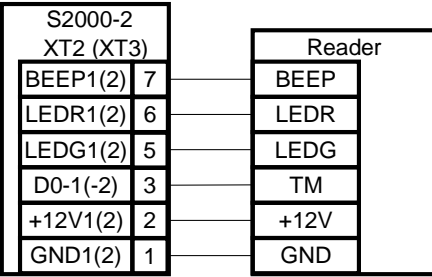 S2000-2
XT2 (XT3)
Reader
BEEP1(2) 7 BEEP
LEDR1(2) 6 LEDR
LEDG1(2) 5 LEDG
D0-1(-2) 3 TM
+12V1(2) 2 +12V
GND1(2) 1 GND